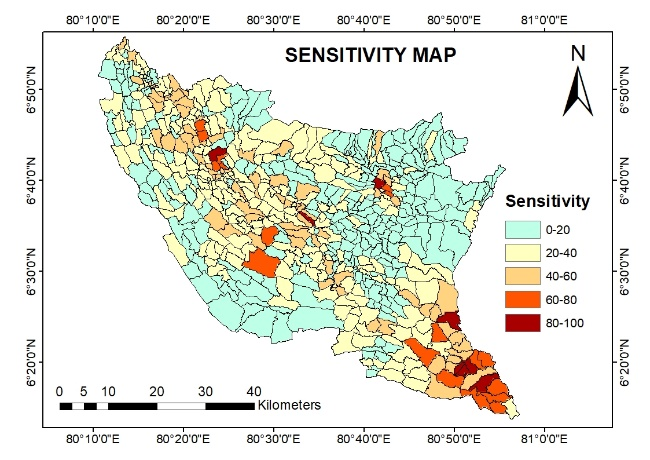 80°10'0"E 80°20'0"E 80°30'0"E 80°40'0"E 80°50'0"E 81°0'0"E
SENSITIVITY MAP
N
6°50'0"N 6°50'0"N
6°40'0"N 6°40'0"N
Sensitivity
0-20
20-40
40-60
60-80
80-100
6°30'0"N 6°30'0"N
6°20'0"N 6°20'0"N
0 5 10 20 30 40
Kilometers
80°10'0"E 80°20'0"E 80°30'0"E 80°40'0"E 80°50'0"E 81°0'0"E